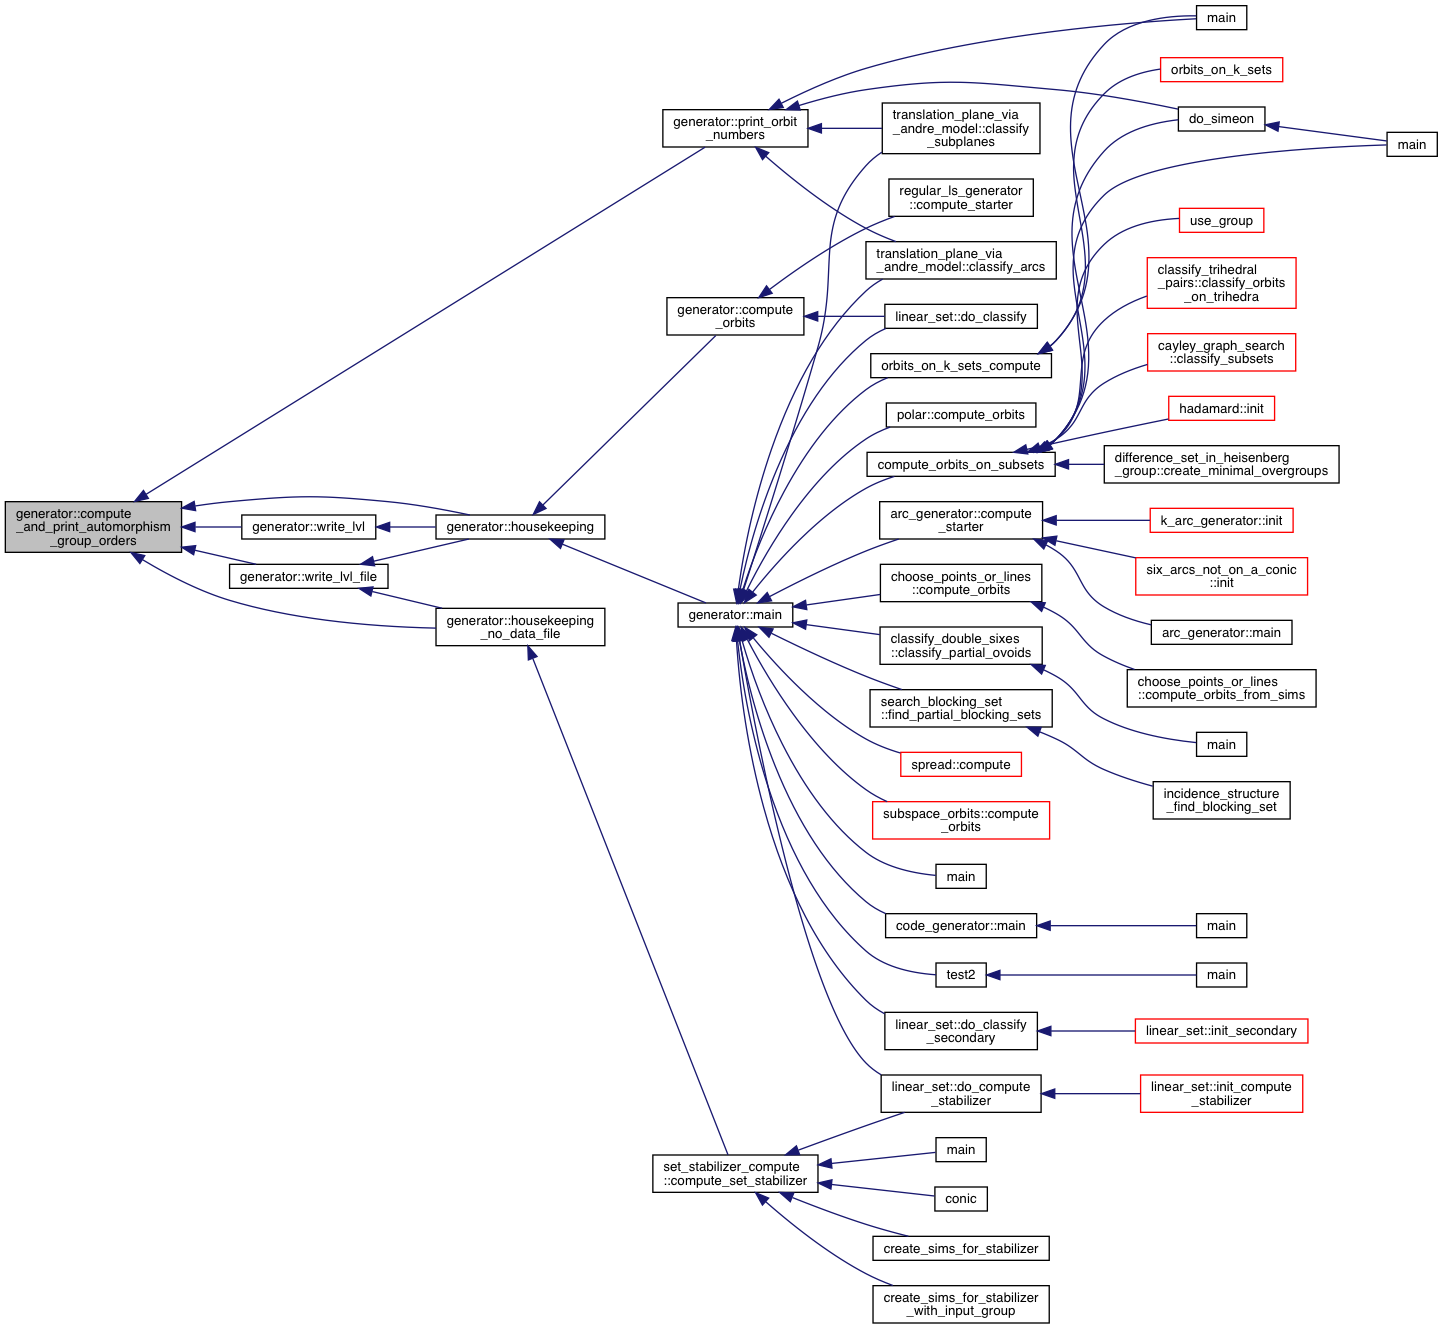 generator::compute
_and_print_automorphism
_group_orders
generator::write_lvl
generator::write_lvl_file
generator::housekeeping
generator::housekeeping
_no_data_file
generator::print_orbit
_numbers
generator::compute
_orbits
generator::main
set_stabilizer_compute
::compute_set_stabilizer
translation_plane_via
_andre_model::classify
_subplanes
regular_ls_generator
::compute_starter
translation_plane_via
_andre_model::classify_arcs
linear_set::do_classify
orbits_on_k_sets_compute
polar::compute_orbits
compute_orbits_on_subsets
arc_generator::compute
_starter
choose_points_or_lines
::compute_orbits
classify_double_sixes
::classify_partial_ovoids
search_blocking_set
::find_partial_blocking_sets
spread::compute
subspace_orbits::compute
_orbits
main
code_generator::main
test2
linear_set::do_classify
_secondary
linear_set::do_compute
_stabilizer
main
conic
create_sims_for_stabilizer
create_sims_for_stabilizer
_with_input_group
main
orbits_on_k_sets
do_simeon
main
use_group
classify_trihedral
_pairs::classify_orbits
_on_trihedra
cayley_graph_search
::classify_subsets
hadamard::init
difference_set_in_heisenberg
_group::create_minimal_overgroups
k_arc_generator::init
six_arcs_not_on_a_conic
::init
arc_generator::main
choose_points_or_lines
::compute_orbits_from_sims
main
incidence_structure
_find_blocking_set
main
main
linear_set::init_secondary
linear_set::init_compute
_stabilizer